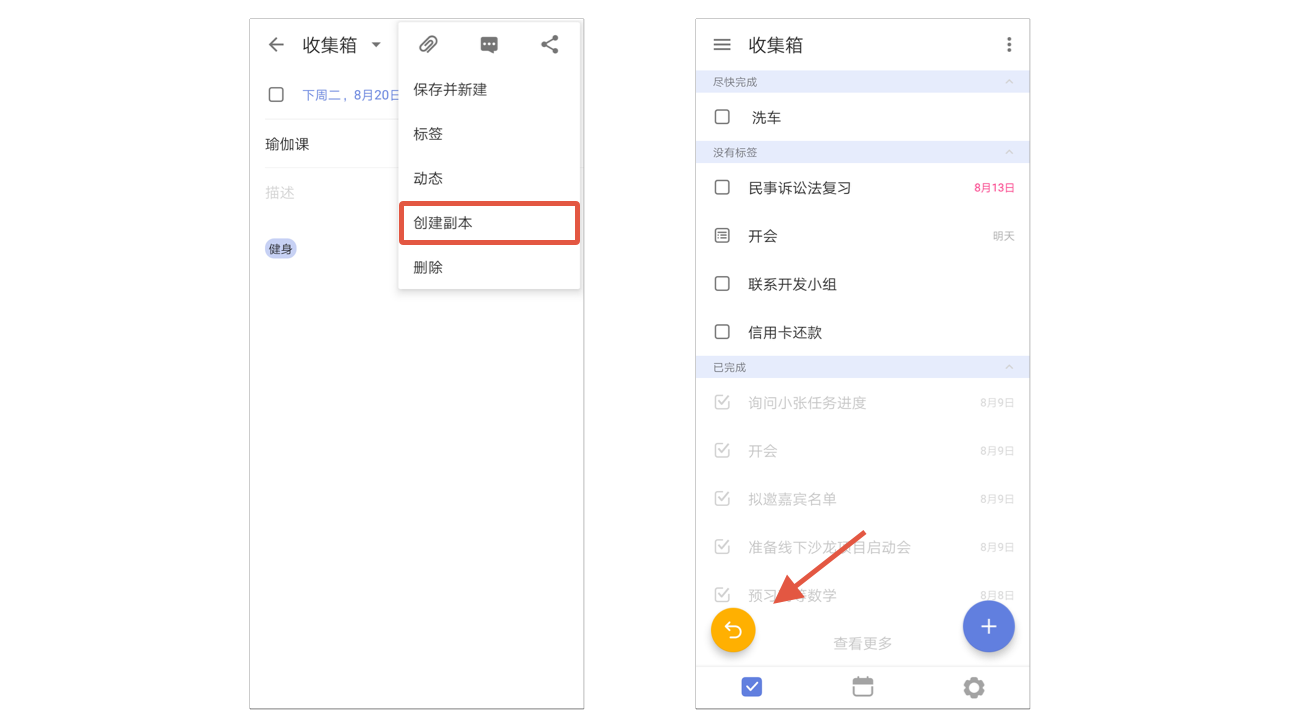 收集箱
下周二，8月20日
瑜伽课
描述
健身
保存并新建
标签
动态
创建副本
删除
收集箱
尽快完成
洗车
没有标签
民事诉讼法复习 8月13日
开会 明天
联系开发小组
信用卡还款
已完成
询问小张任务进度 8月9日
开会 8月9日
拟邀嘉宾名单 8月9日
准备线下沙龙项目启动会 8月9日
预习高等数学 8月8日
查看更多